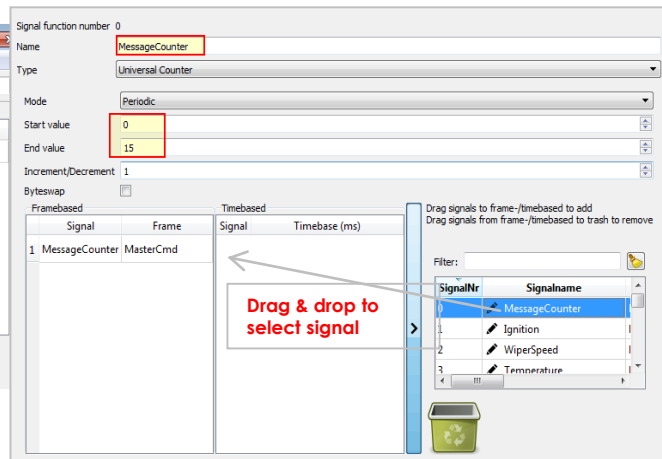 Signal function number 0
Name MessageCounter
Type Universal Counter
Mode Periodic
Start value 0
End value 15
Increment/Decrement 1
Byteswap
Framebased
Signal Frame
1 MessageCounter MasterCmd
Timebased
Signal Timebase (ms)
Drag signals to frame-/timebased to add
Drag signals from frame-/timebased to trash to remove
Filter:
SignalNr Signalname
0 MessageCounter
1 Ignition
2 WiperSpeed
3 Temperature
Drag & drop to
select signal